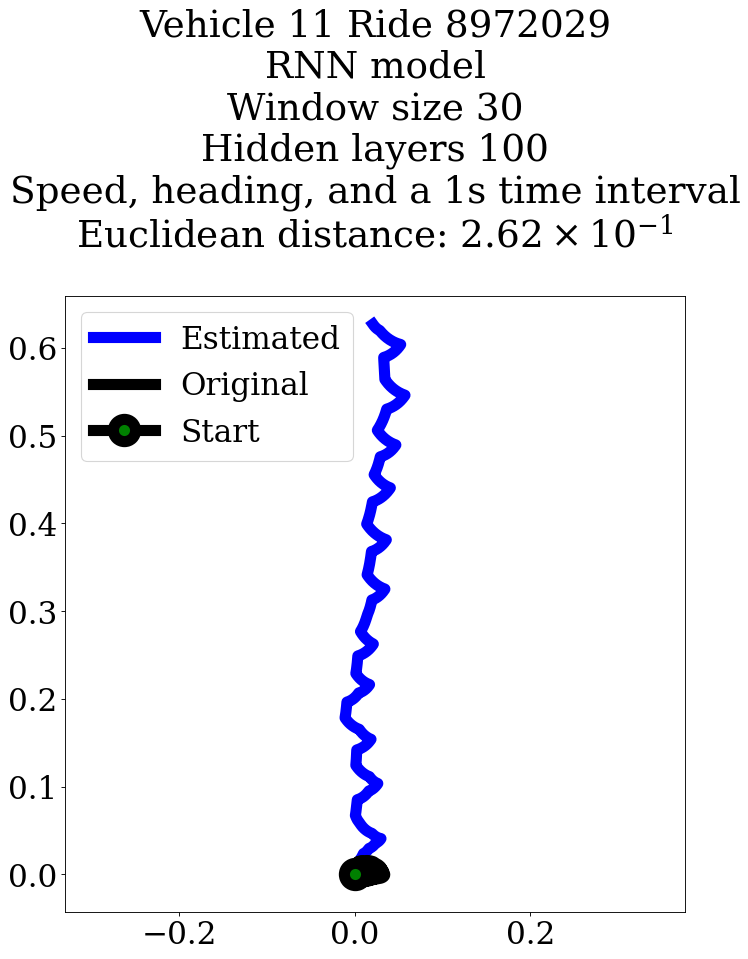 Vehicle 11 Ride 8972029
RNN model
Window size 30
Hidden layers 100
Speed, heading, and a 1s time interval
Euclidean distance: 2.62 × 10⁻¹
Estimated
Original
Start
0.6
0.5
0.4
0.3
0.2
0.1
0.0
−0.2 0.0 0.2